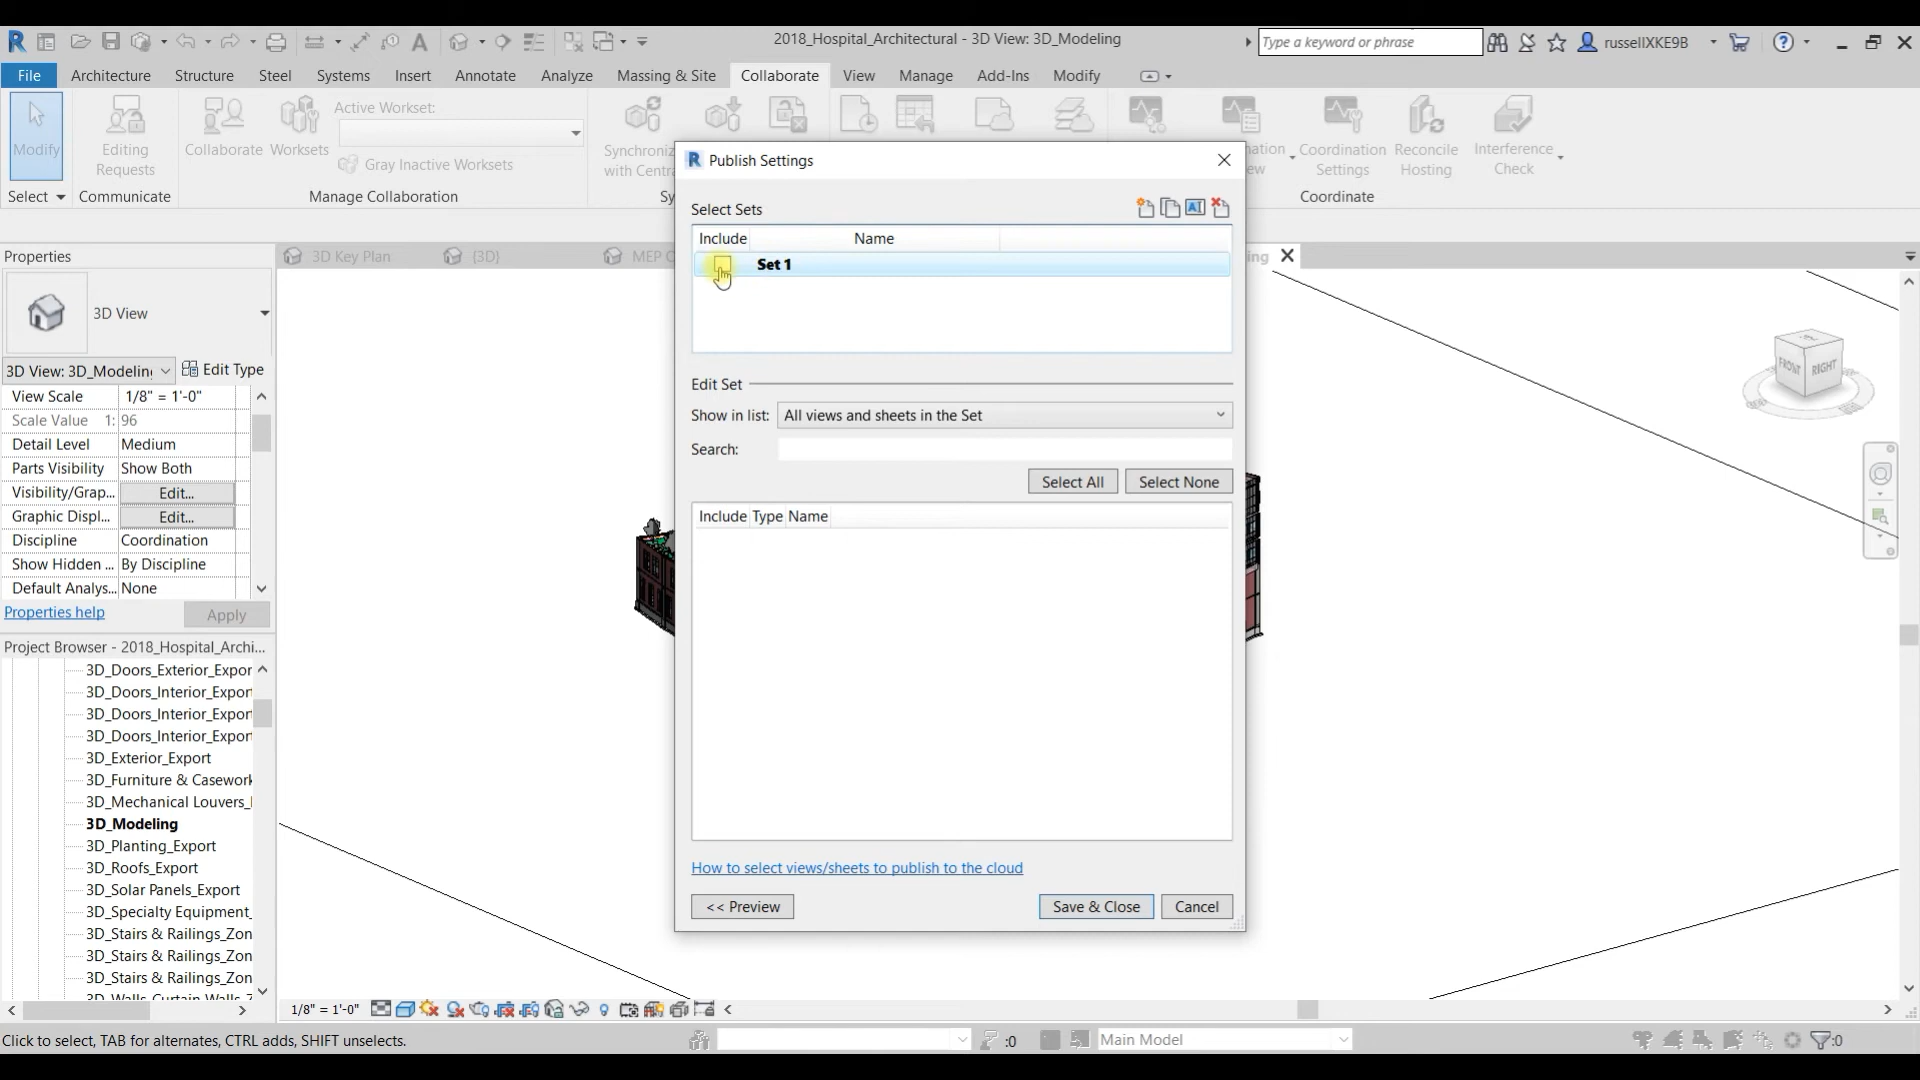 2018_Hospital_Architectural - 3D View: 3D_Modeling
Type a keyword or phrase
russellXKE9B
File
Architecture
Structure
Steel
Systems
Insert
Annotate
Analyze
Massing & Site
Collaborate
View
Manage
Add-Ins
Modify
Modify
Editing
Requests
Collaborate
Worksets
Active Workset:
Gray Inactive Worksets
Coordination
Settings
Reconcile
Hosting
Interference
Check
Select
Communicate
Manage Collaboration
Coordinate
Properties
3D Key Plan
{3D}
3D View
3D View: 3D_Modeling
Edit Type
View Scale 1/8" = 1'-0"
Scale Value 1: 96
Detail Level Medium
Parts Visibility Show Both
Visibility/Grap... Edit...
Graphic Displ... Edit...
Discipline Coordination
Show Hidden ... By Discipline
Default Analys... None
Properties help
Apply
Project Browser - 2018_Hospital_Archi...
3D_Doors_Exterior_Expor
3D_Doors_Interior_Export
3D_Doors_Interior_Export
3D_Doors_Interior_Export
3D_Exterior_Export
3D_Furniture & Casework
3D_Mechanical Louvers_
3D_Modeling
3D_Planting_Export
3D_Roofs_Export
3D_Solar Panels_Export
3D_Specialty Equipment_
3D_Stairs & Railings_Zon
3D_Stairs & Railings_Zon
3D_Stairs & Railings_Zon
Publish Settings
Select Sets
Include Name
Set 1
Edit Set
Show in list: All views and sheets in the Set
Search:
Select All
Select None
Include Type Name
How to select views/sheets to publish to the cloud
<< Preview
Save & Close
Cancel
FRONT
RIGHT
1/8" = 1'-0"
Click to select, TAB for alternates, CTRL adds, SHIFT unselects.
:0
Main Model
:0